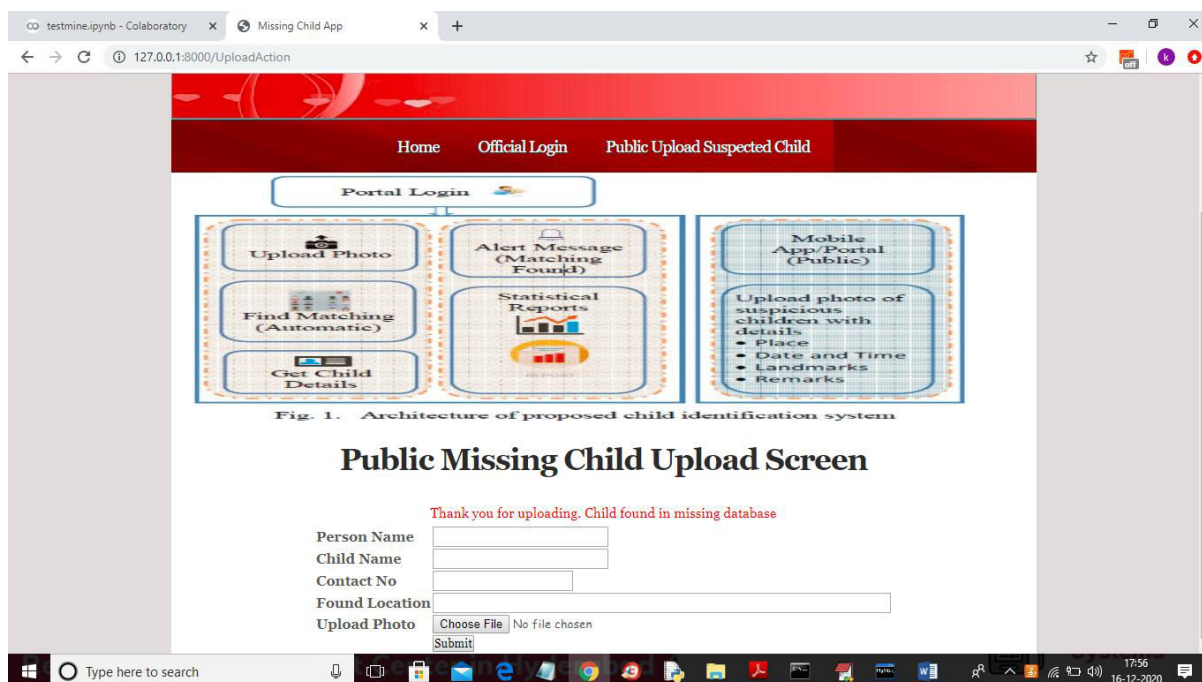 testmine.ipynb - Colaboratory
Missing Child App
127.0.0.1:8000/UploadAction
off
k
Home Official Login Public Upload Suspected Child
Portal Login
Upload Photo
Find Matching
(Automatic)
Get Child
Details
Alert Message
(Matching
Found)
Statistical
Reports
Mobile
App/Portal
(Public)
Upload photo of
suspicious
children with
details
• Place
• Date and Time
• Landmarks
• Remarks
Fig. 1. Architecture of proposed child identification system
Public Missing Child Upload Screen
Thank you for uploading. Child found in missing database
Person Name
Child Name
Contact No
Found Location
Upload Photo Choose File No file chosen
Submit
Type here to search
17:56
16-12-2020